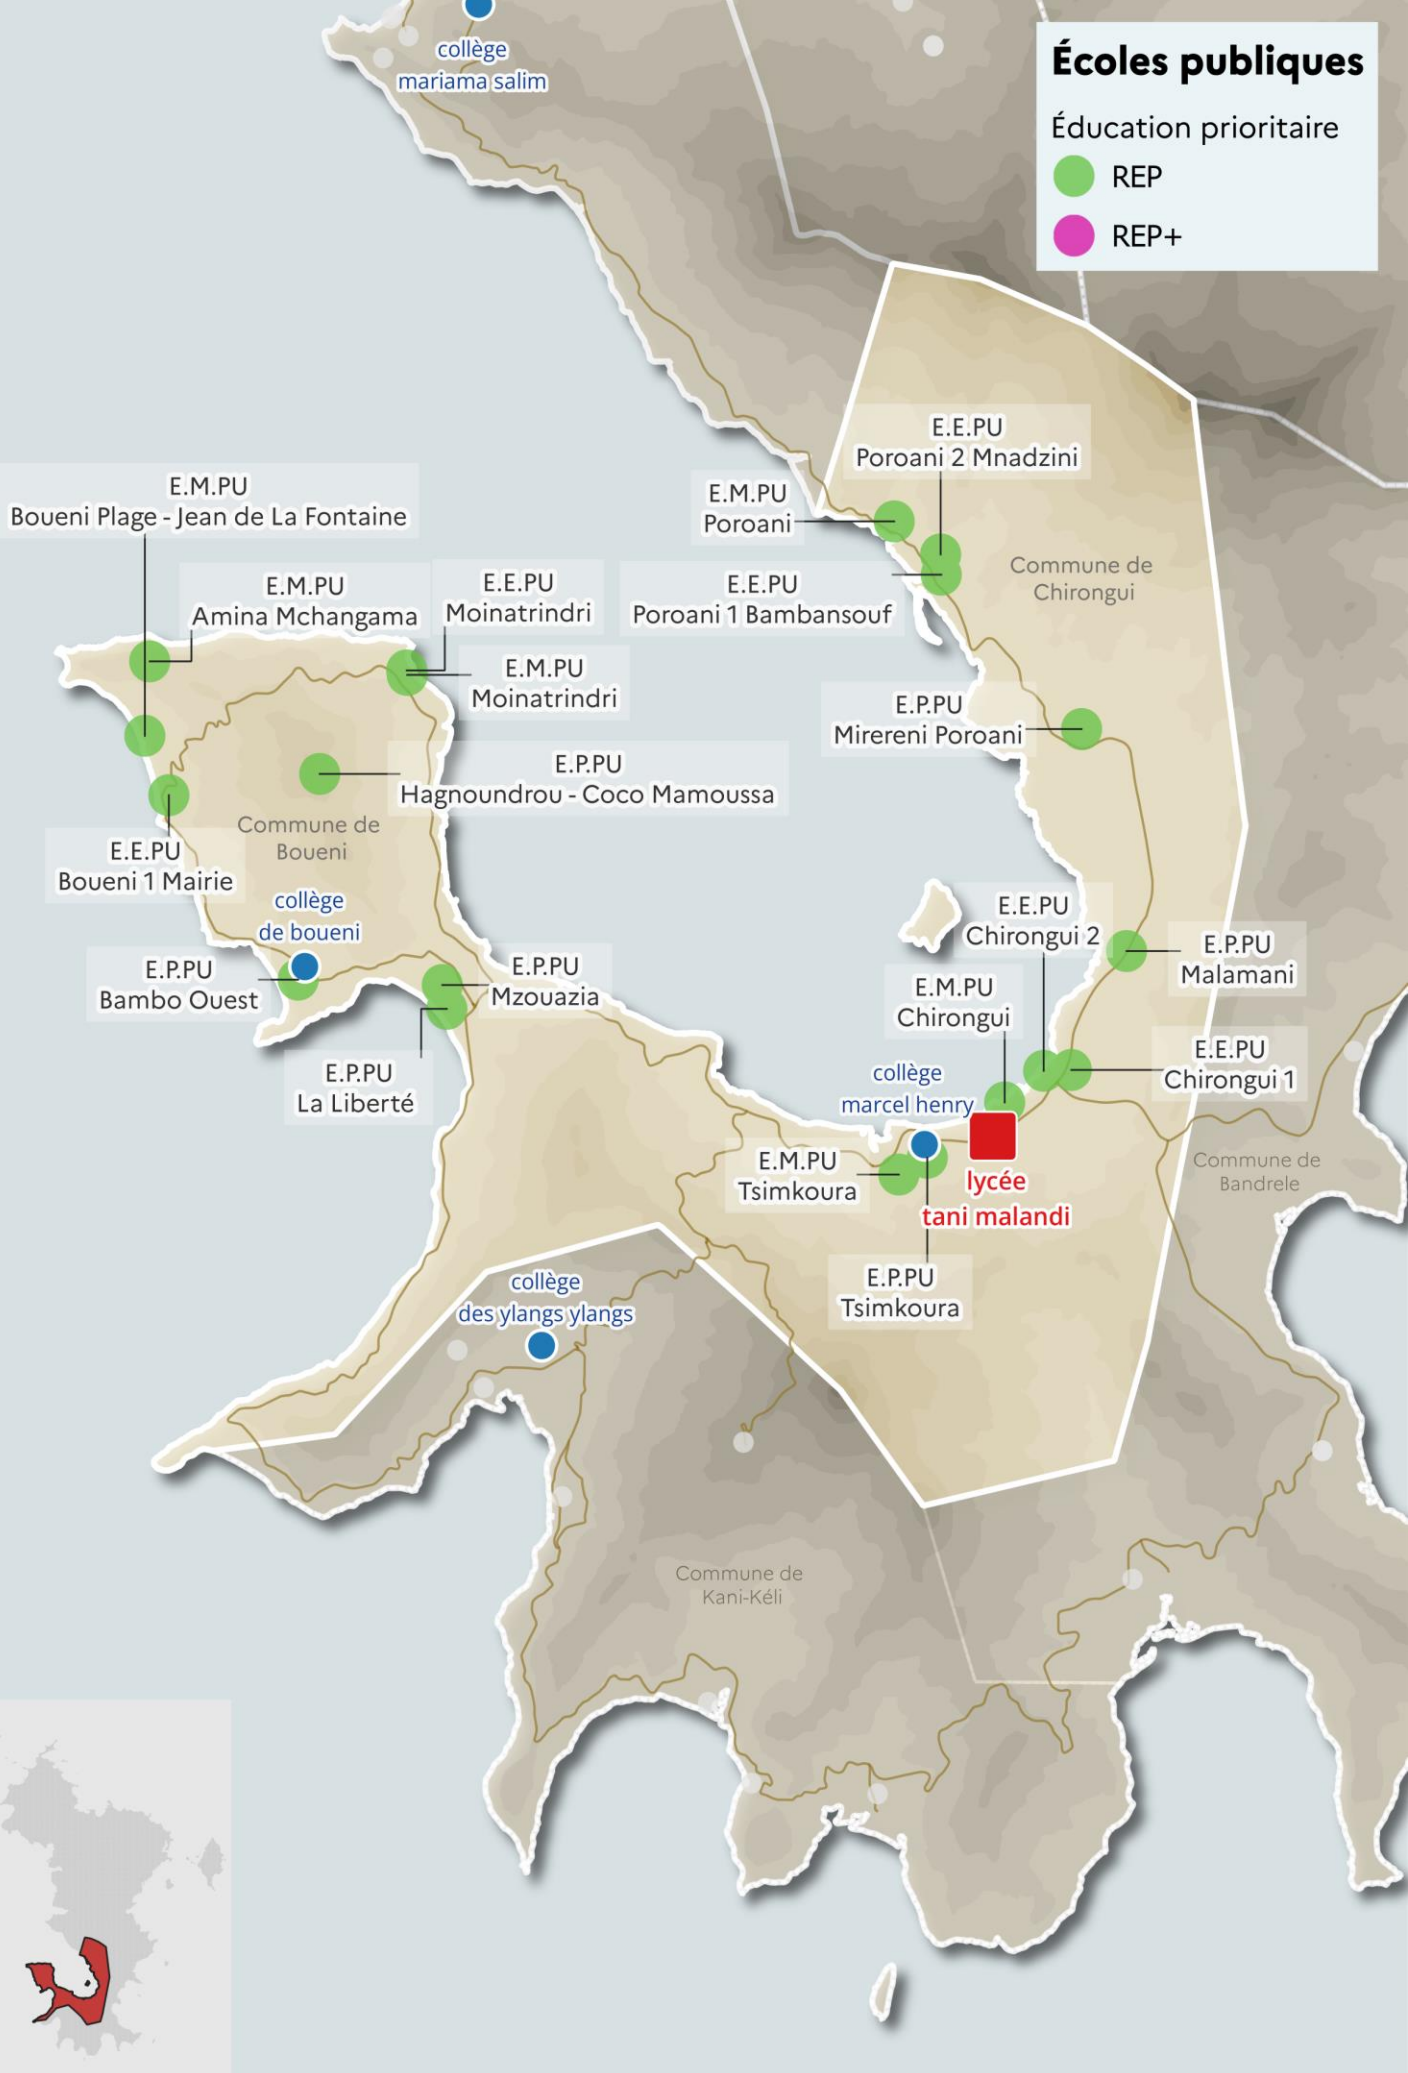 collège
mariama salim
Écoles publiques
Éducation prioritaire
REP
REP+
E.E.PU
Poroani 2 Mnadzini
E.M.PU
Poroani
E.M.PU
Boueni Plage - Jean de La Fontaine
E.M.PU
Amina Mchangama
E.E.PU
Moinatrindri
E.E.PU
Poroani 1 Bambansouf
Commune de
Chirongui
E.M.PU
Moinatrindri
E.P.PU
Mirereni Poroani
E.P.PU
Hagnoundrou - Coco Mamoussa
Commune de
Boueni
E.E.PU
Boueni 1 Mairie
collège
de boueni
E.E.PU
Chirongui 2
E.P.PU
Malamani
E.P.PU
Bambo Ouest
E.P.PU
Mzouazia
E.M.PU
Chirongui
E.E.PU
Chirongui 1
E.P.PU
La Liberté
collège
marcel henry
E.M.PU
Tsimkoura
lycée
tani malandi
Commune de
Bandrele
E.P.PU
Tsimkoura
collège
des ylangs ylangs
Commune de
Kani-Kéli